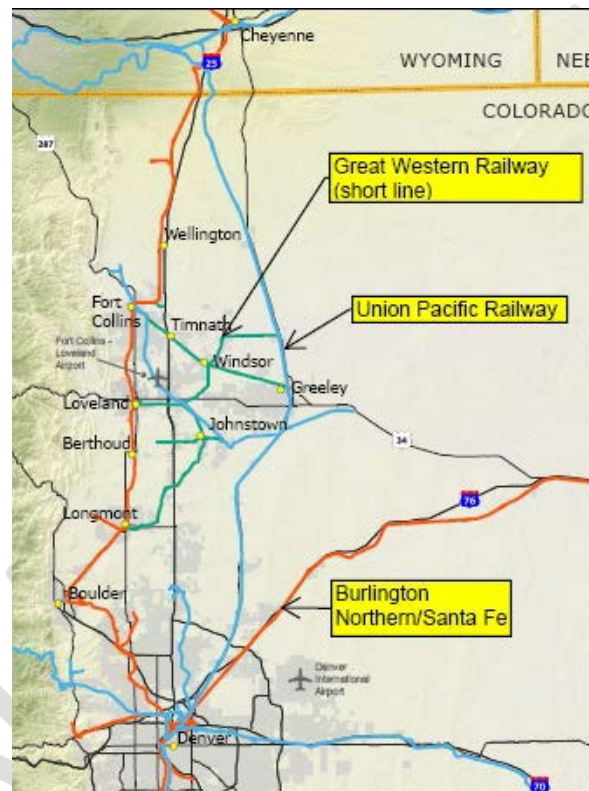 Cheyenne
25
WYOMING
NEB
COLORADO
287
Great Western Railway
(short line)
Wellington
Fort
Collins
Timnath
Union Pacific Railway
Fort Collins –
Loveland
Airport
Windsor
Greeley
Loveland
Johnstown
34
Berthoud
76
Longmont
Boulder
Burlington
Northern/Santa Fe
Denver
International
Airport
Denver
70